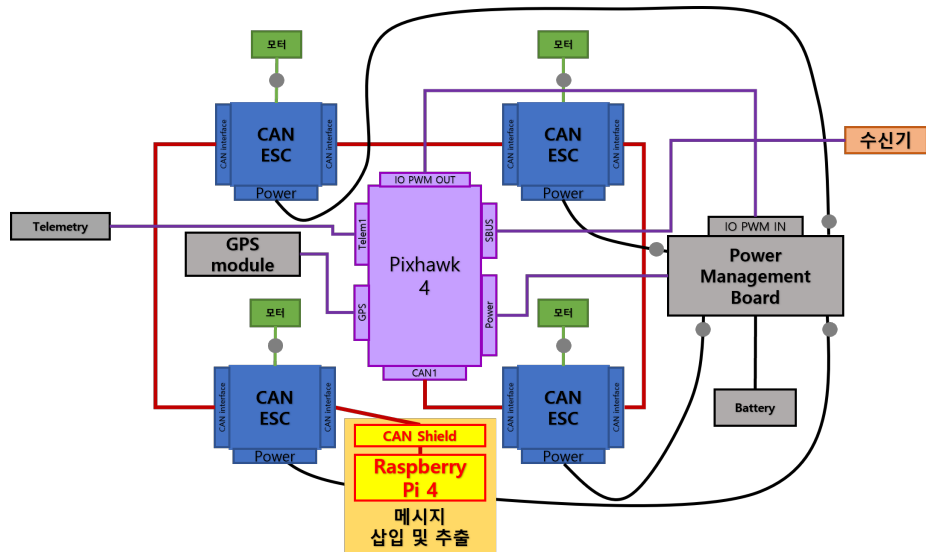 모터
모터
CAN interface
CAN
ESC
CAN interface
Power
CAN interface
CAN
ESC
CAN interface
Power
수신기
IO PWM OUT
Telem1
SBUS
Telemetry
GPS
module
Pixhawk
4
GPS
Power
CAN1
IO PWM IN
Power
Management
Board
Battery
모터
모터
CAN interface
CAN
ESC
CAN interface
Power
CAN interface
CAN
ESC
CAN interface
Power
CAN Shield
Raspberry
Pi 4
메시지
삽입 및 추출